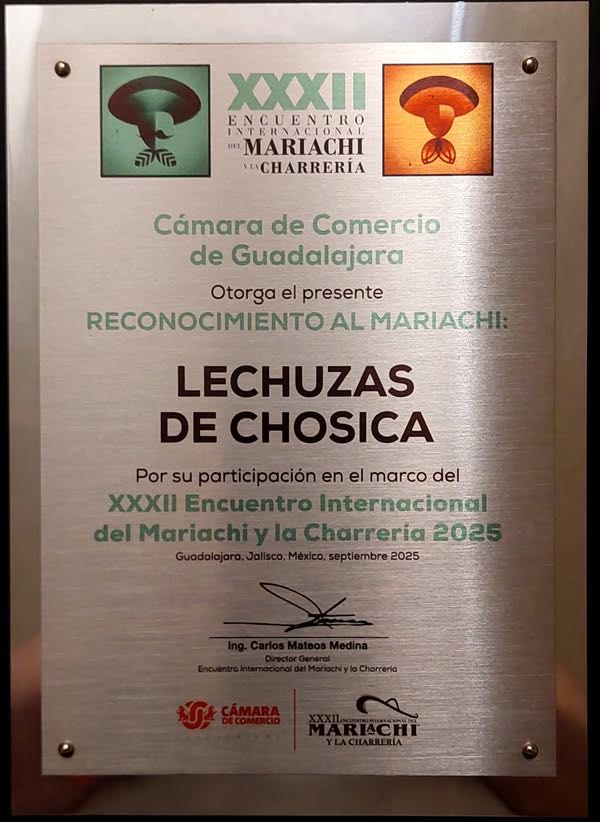 XXXII
ENCUENTRO
INTERNACIONAL
DEL MARIACHI
Y LA CHARRERÍA
Cámara de Comercio
de Guadalajara
Otorga el presente
RECONOCIMIENTO AL MARIACHI:
LECHUZAS
DE CHOSICA
Por su participación en el marco del
XXXII Encuentro Internacional
del Mariachi y la Charrería 2025
Guadalajara, Jalisco, México, septiembre 2025
Ing. Carlos Mateos Medina
Director General
Encuentro Internacional del Mariachi y la Charrería
CÁMARA
DE COMERCIO
XXXII ENCUENTRO INTERNACIONAL DEL
MARIACHI
Y LA CHARRERÍA